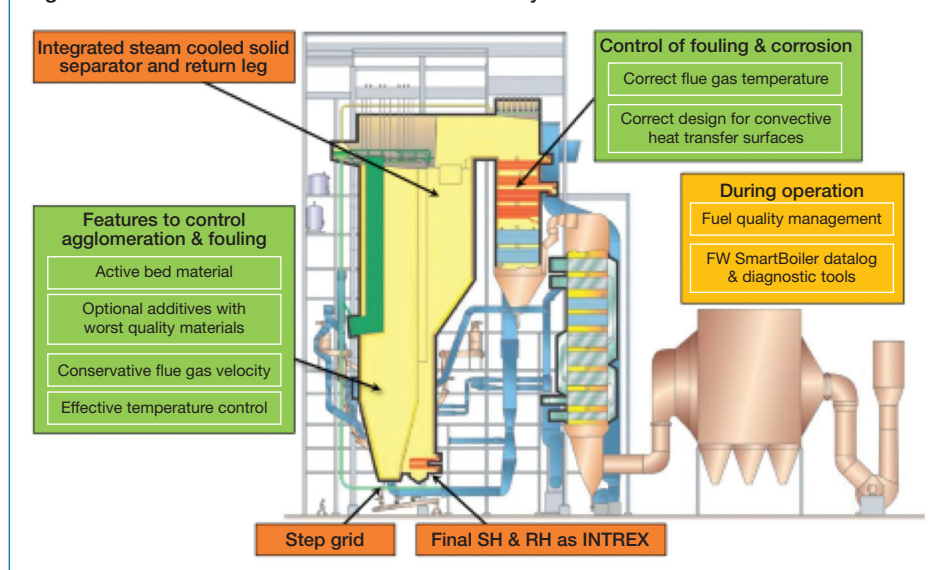 Integrated steam cooled solid
separator and return leg
Control of fouling & corrosion
Correct flue gas temperature
Correct design for convective
heat transfer surfaces
During operation
Fuel quality management
FW SmartBoiler datalog
& diagnostic tools
Features to control
agglomeration & fouling
Active bed material
Optional additives with
worst quality materials
Conservative flue gas velocity
Effective temperature control
Step grid
Final SH & RH as INTREX